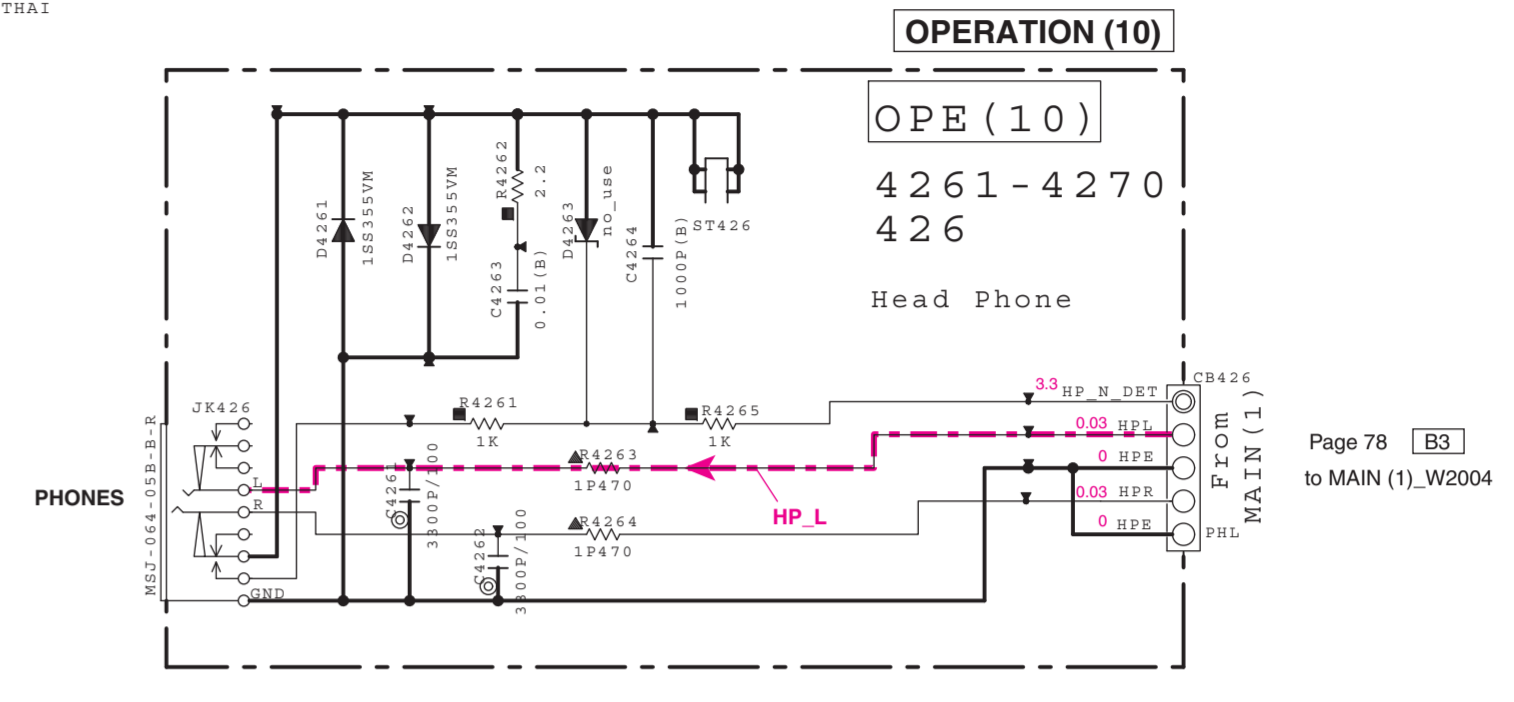 THAI
OPERATION (10)
OPE(10)
4261-4270
426
Head Phone
D4261
1SS355VM
D4262
1SS355VM
R4262
2.2
C4263
0.01(B)
D4263
no_use
C4264
1000P(B)
ST426
JK426
MSJ-064-05B-B-R
PHONES
L
R
GND
R4261
1K
R4265
1K
R4263
1P470
R4264
1P470
C4261
3300P/100
C4262
3300P/100
HP_L
3.3 HP_N_DET
0.03 HPL
0 HPE
0.03 HPR
0 HPE
CB426
PHL
From
MAIN(1)
Page 78 B3
to MAIN (1)_W2004